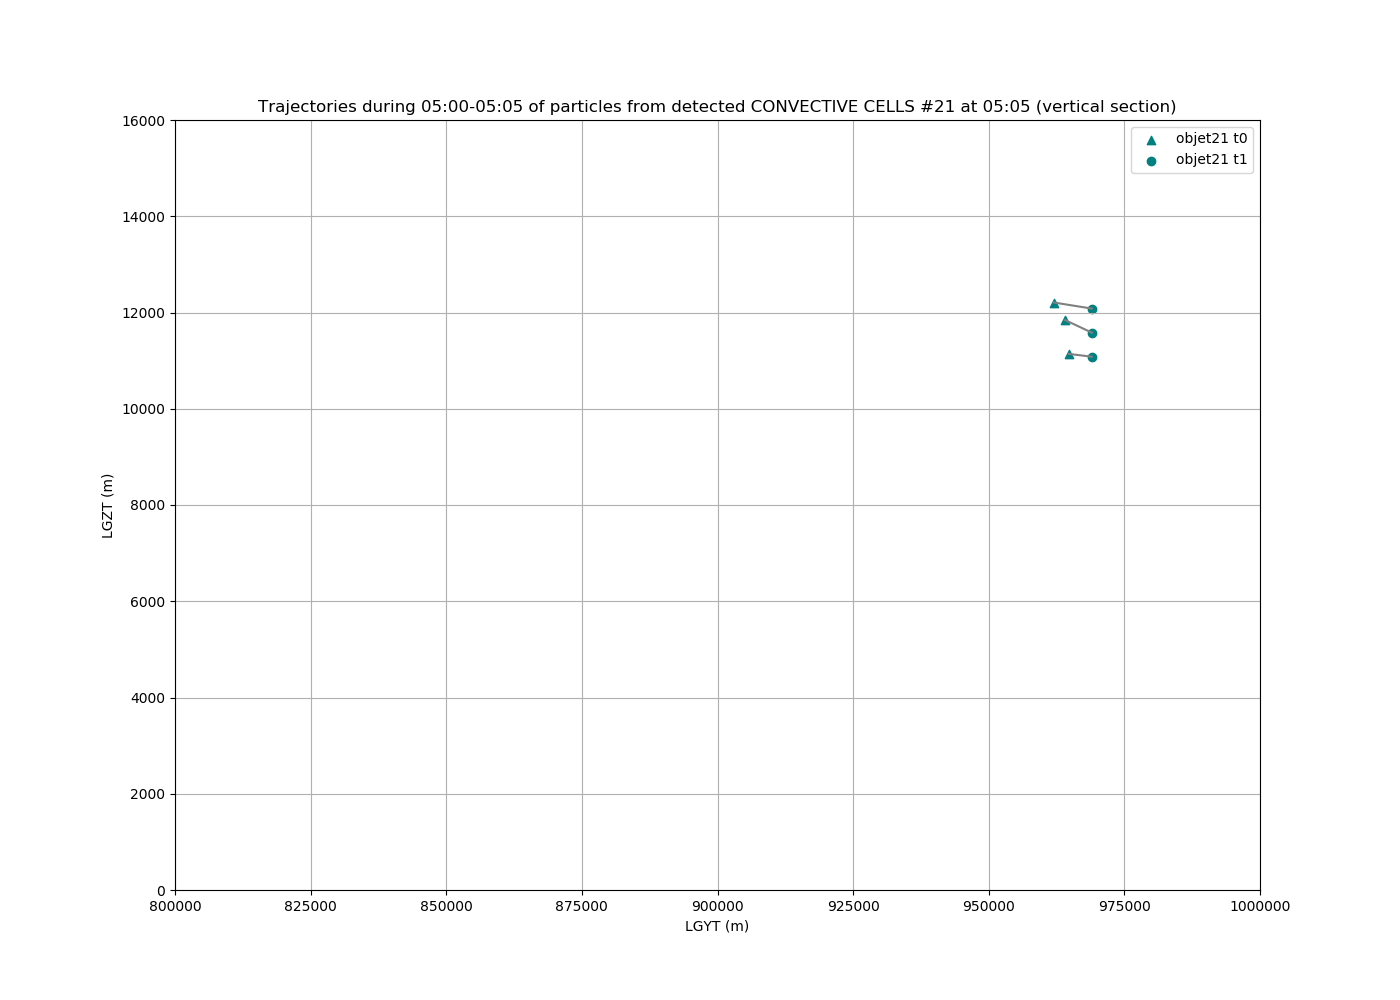 Trajectories during 05:00-05:05 of particles from detected CONVECTIVE CELLS #21 at 05:05 (vertical section)
objet21 t0
objet21 t1
16000
14000
12000
10000
8000
6000
4000
2000
0
LGZT (m)
800000 825000 850000 875000 900000 925000 950000 975000 1000000
LGYT (m)